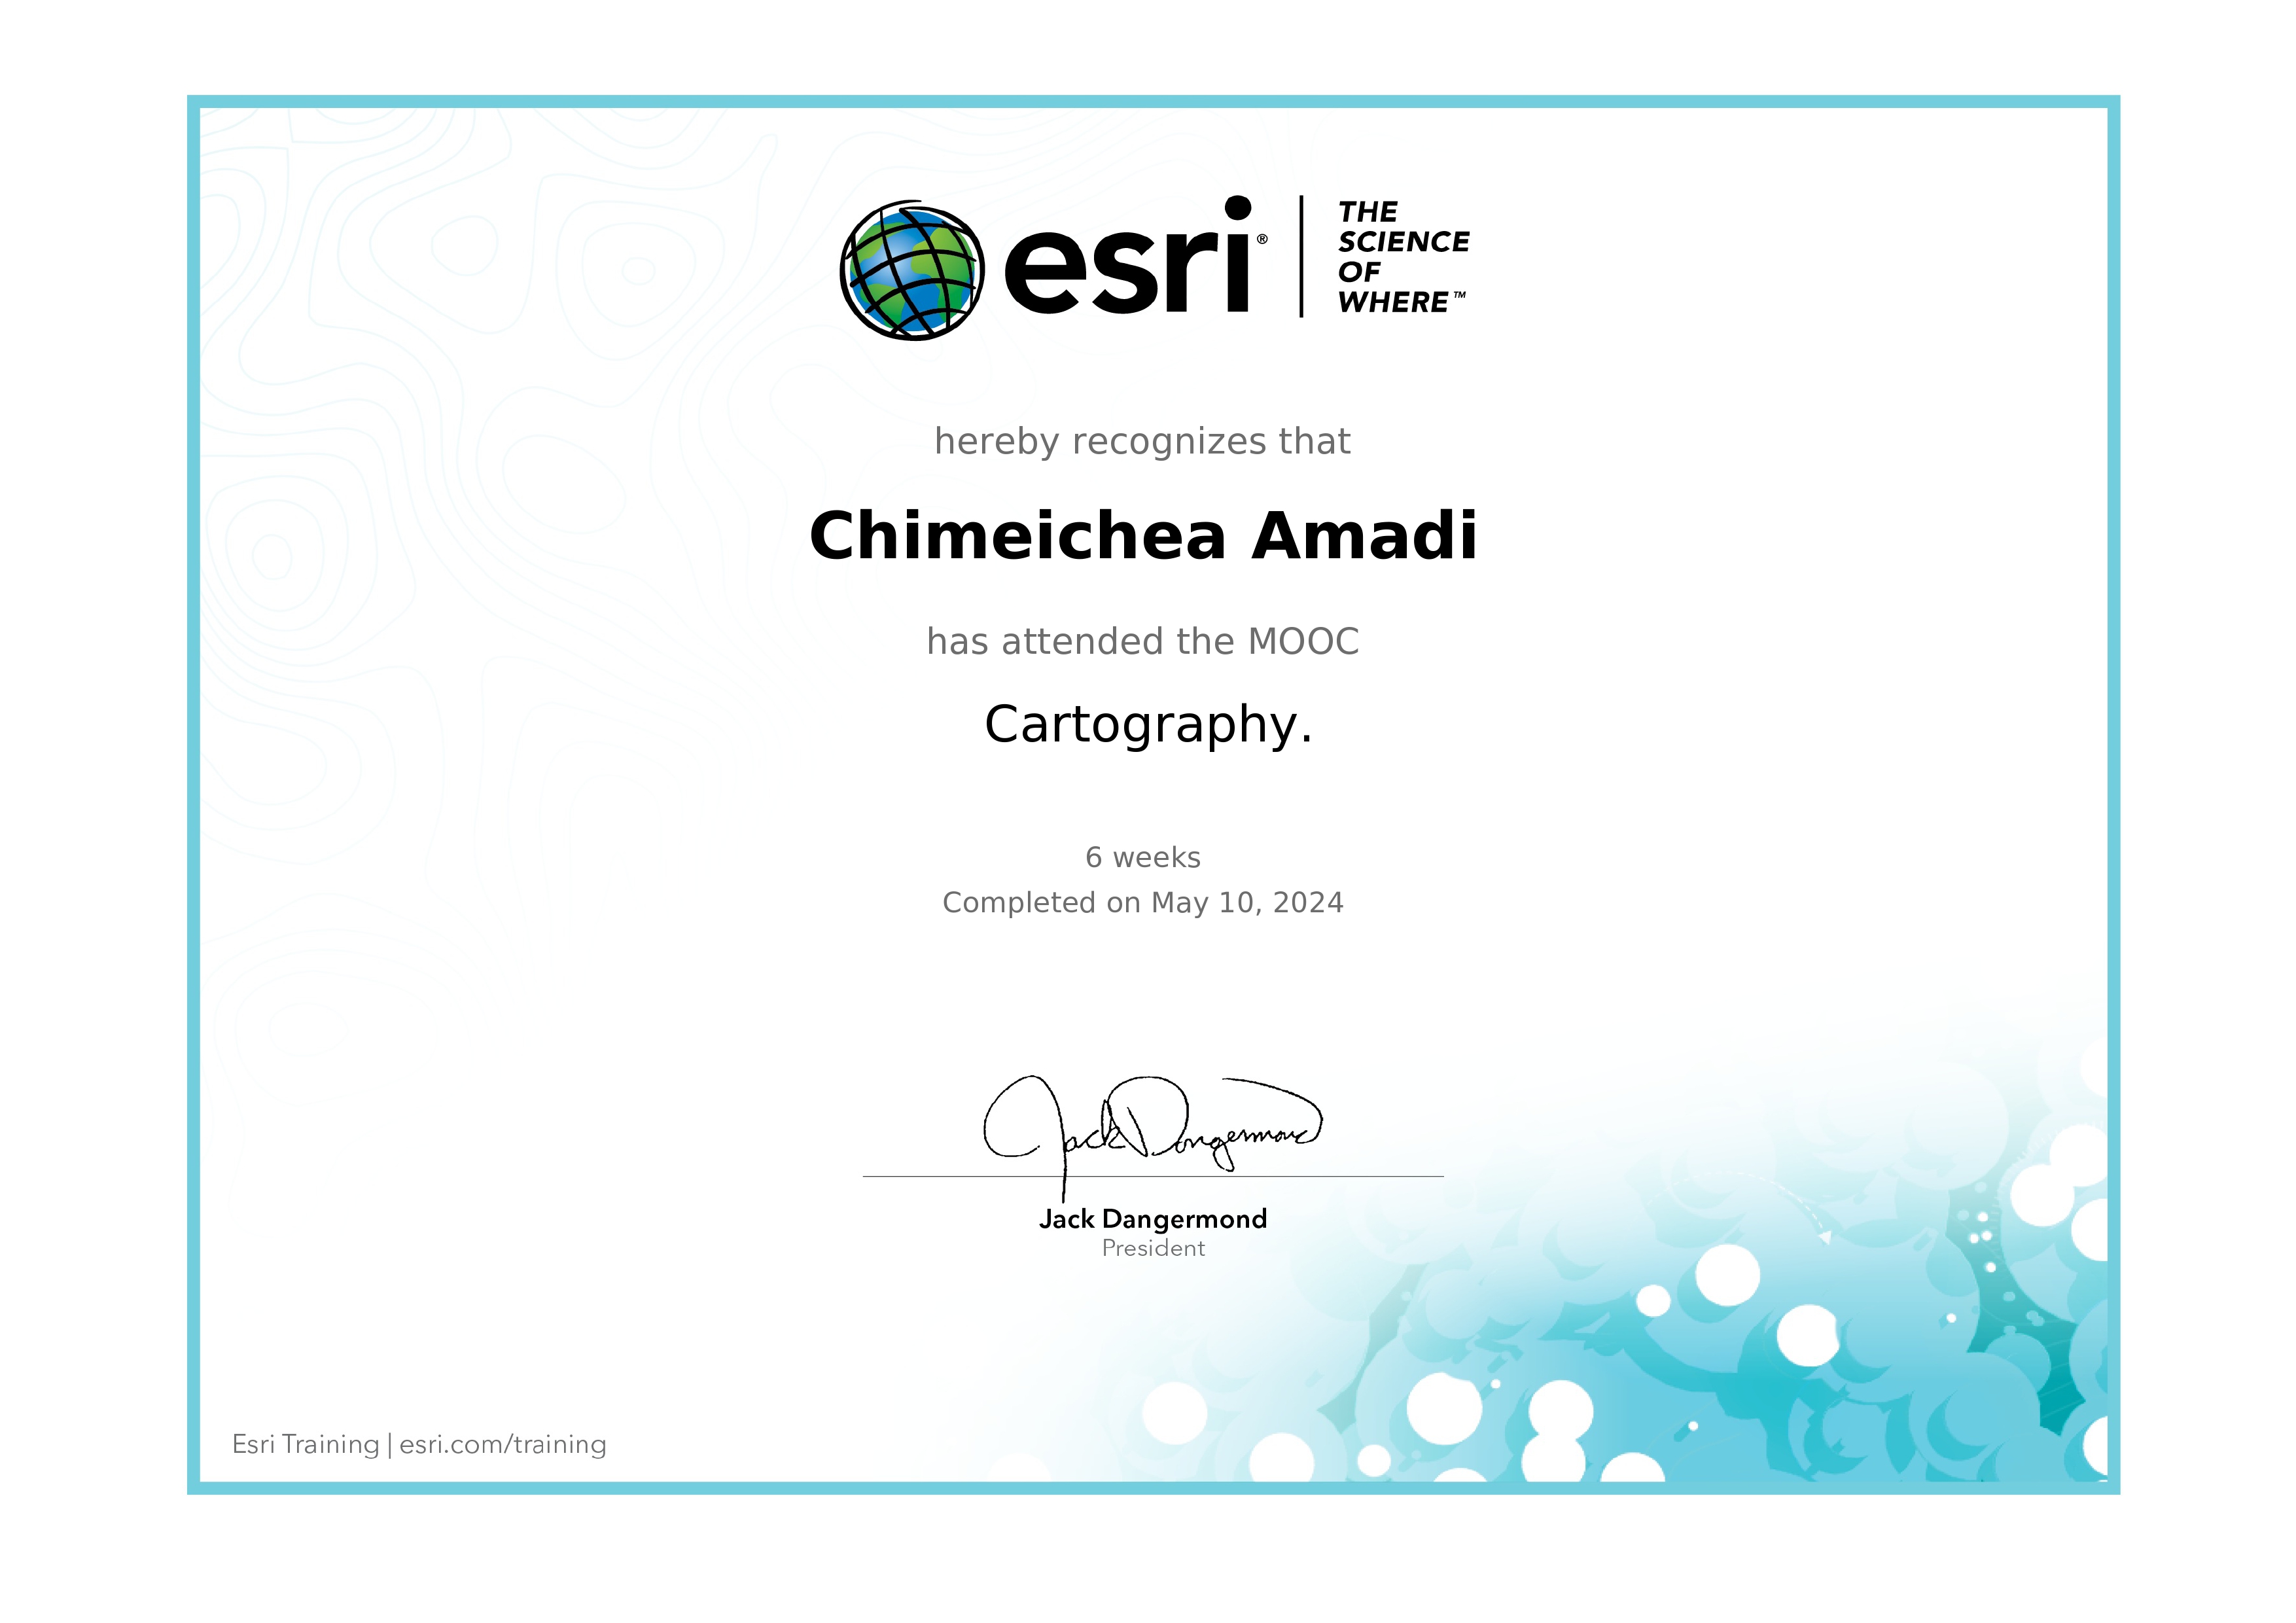 esri®
THE
SCIENCE
OF
WHERE™
hereby recognizes that
Chimeichea Amadi
has attended the MOOC
Cartography.
6 weeks
Completed on May 10, 2024
Jack Dangermond
Jack Dangermond
President
Esri Training | esri.com/training